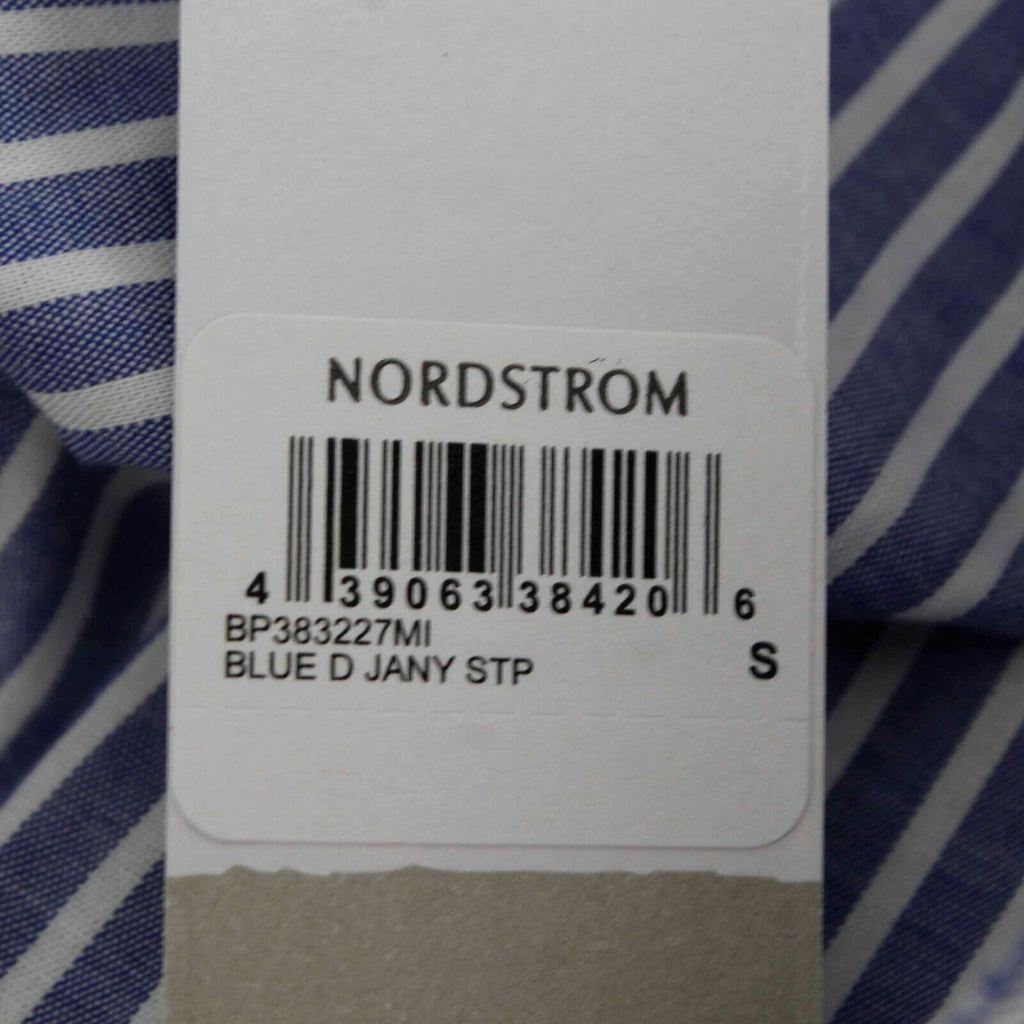 NORDSTROM
4 39063 38420 6
BP383227MI
BLUE D JANY STP S